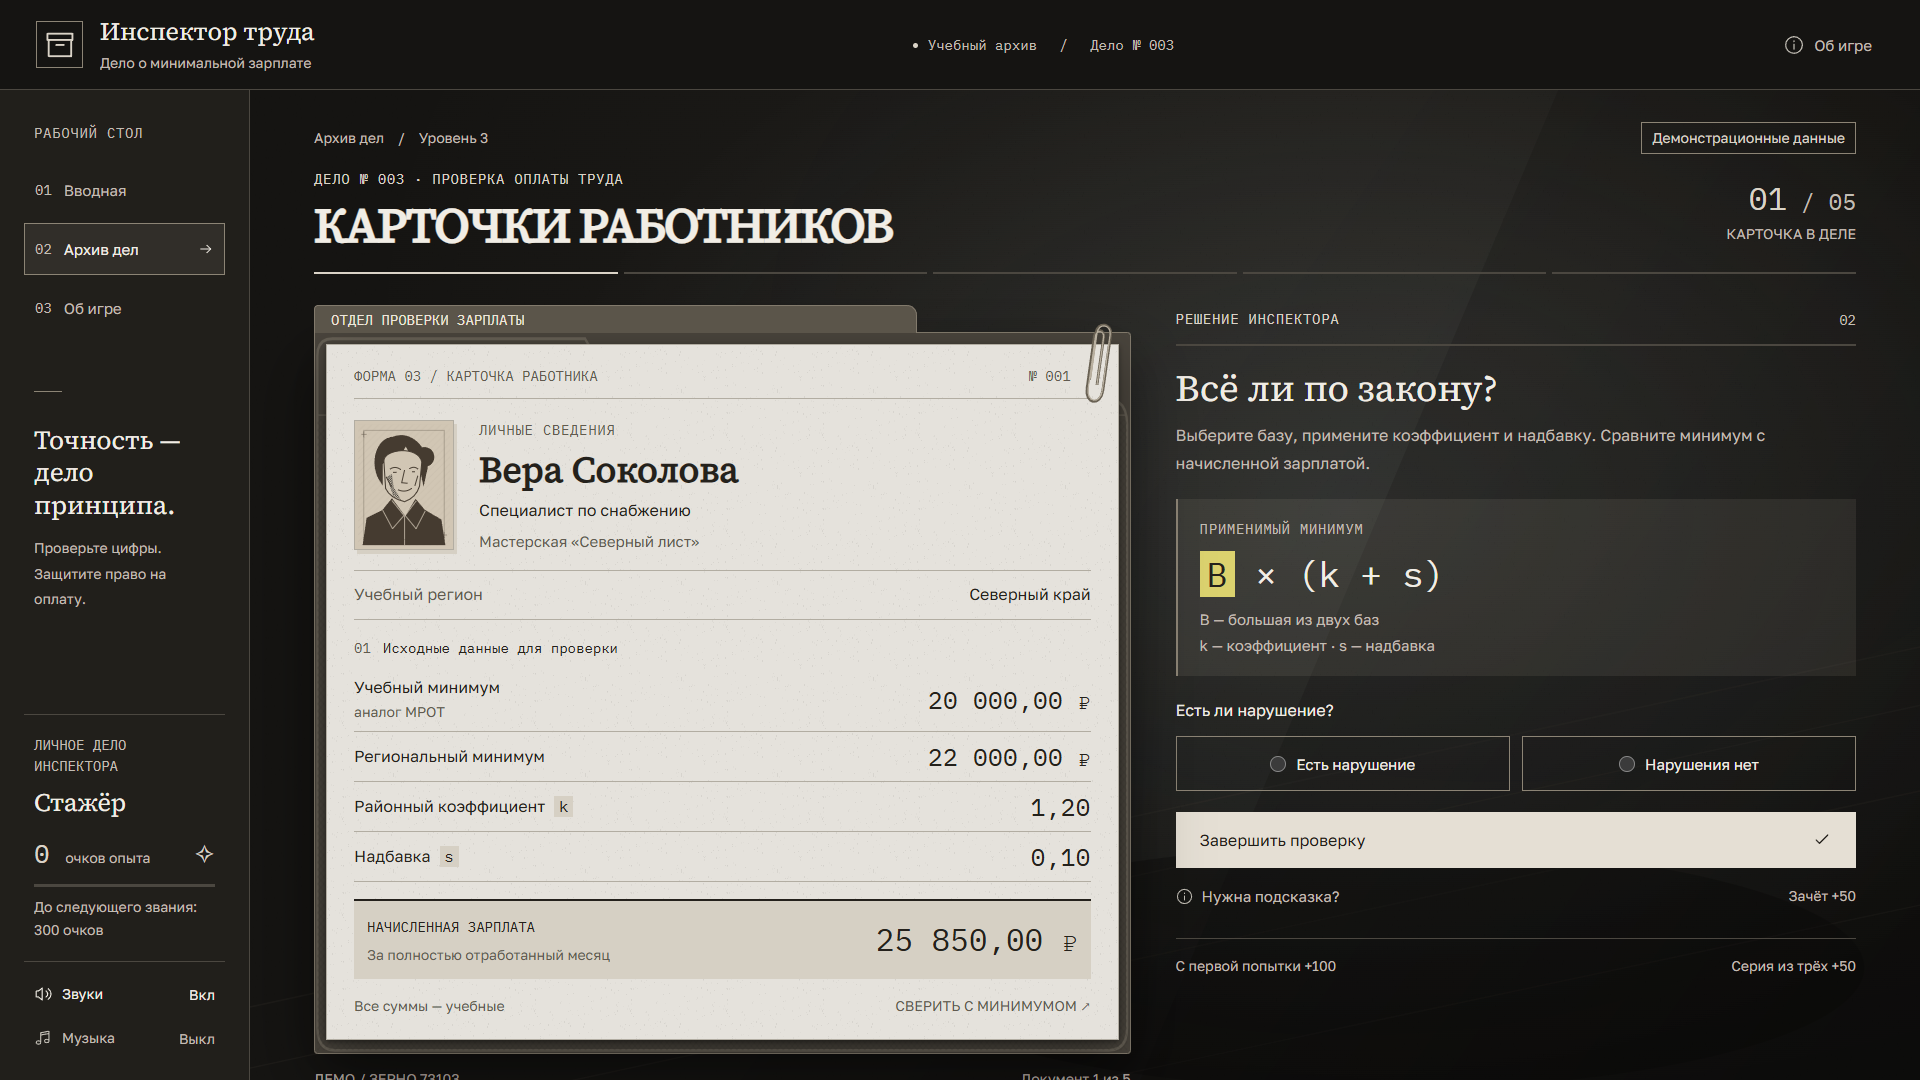 Инспектор труда
Дело о минимальной зарплате
• Учебный архив / Дело № 003
Об игре
РАБОЧИЙ СТОЛ
01 Вводная
02 Архив дел →
03 Об игре
Точность —
дело
принципа.
Проверьте цифры.
Защитите право на
оплату.
ЛИЧНОЕ ДЕЛО
ИНСПЕКТОРА
Стажёр
0 очков опыта
До следующего звания:
300 очков
Звуки Вкл
Музыка Выкл
Архив дел / Уровень 3
Демонстрационные данные
ДЕЛО № 003 · ПРОВЕРКА ОПЛАТЫ ТРУДА
КАРТОЧКИ РАБОТНИКОВ
01 / 05
КАРТОЧКА В ДЕЛЕ
ОТДЕЛ ПРОВЕРКИ ЗАРПЛАТЫ
ФОРМА 03 / КАРТОЧКА РАБОТНИКА № 001
ЛИЧНЫЕ СВЕДЕНИЯ
Вера Соколова
Специалист по снабжению
Мастерская «Северный лист»
Учебный регион Северный край
01 Исходные данные для проверки
Учебный минимум
аналог МРОТ
20 000,00 ₽
Региональный минимум 22 000,00 ₽
Районный коэффициент k 1,20
Надбавка s 0,10
НАЧИСЛЕННАЯ ЗАРПЛАТА
За полностью отработанный месяц
25 850,00 ₽
Все суммы — учебные СВЕРИТЬ С МИНИМУМОМ ↗
ДЕМО / ЗЕРНО 73103 Документ 1 из 5
РЕШЕНИЕ ИНСПЕКТОРА 02
Всё ли по закону?
Выберите базу, примените коэффициент и надбавку. Сравните минимум с
начисленной зарплатой.
ПРИМЕНИМЫЙ МИНИМУМ
B × (k + s)
B — большая из двух баз
k — коэффициент · s — надбавка
Есть ли нарушение?
Есть нарушение
Нарушения нет
Завершить проверку ✓
Нужна подсказка? Зачёт +50
С первой попытки +100 Серия из трёх +50